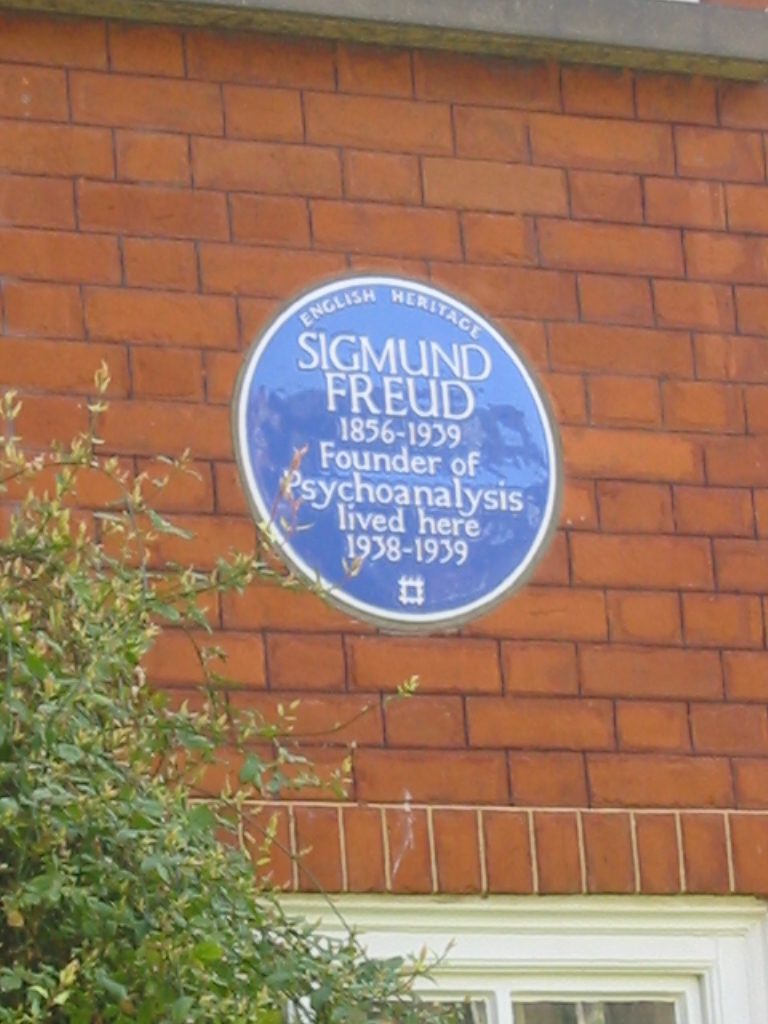 ENGLISH HERITAGE
SIGMUND
FREUD
1856-1939
Founder of
Psychoanalysis
lived here
1938-1939